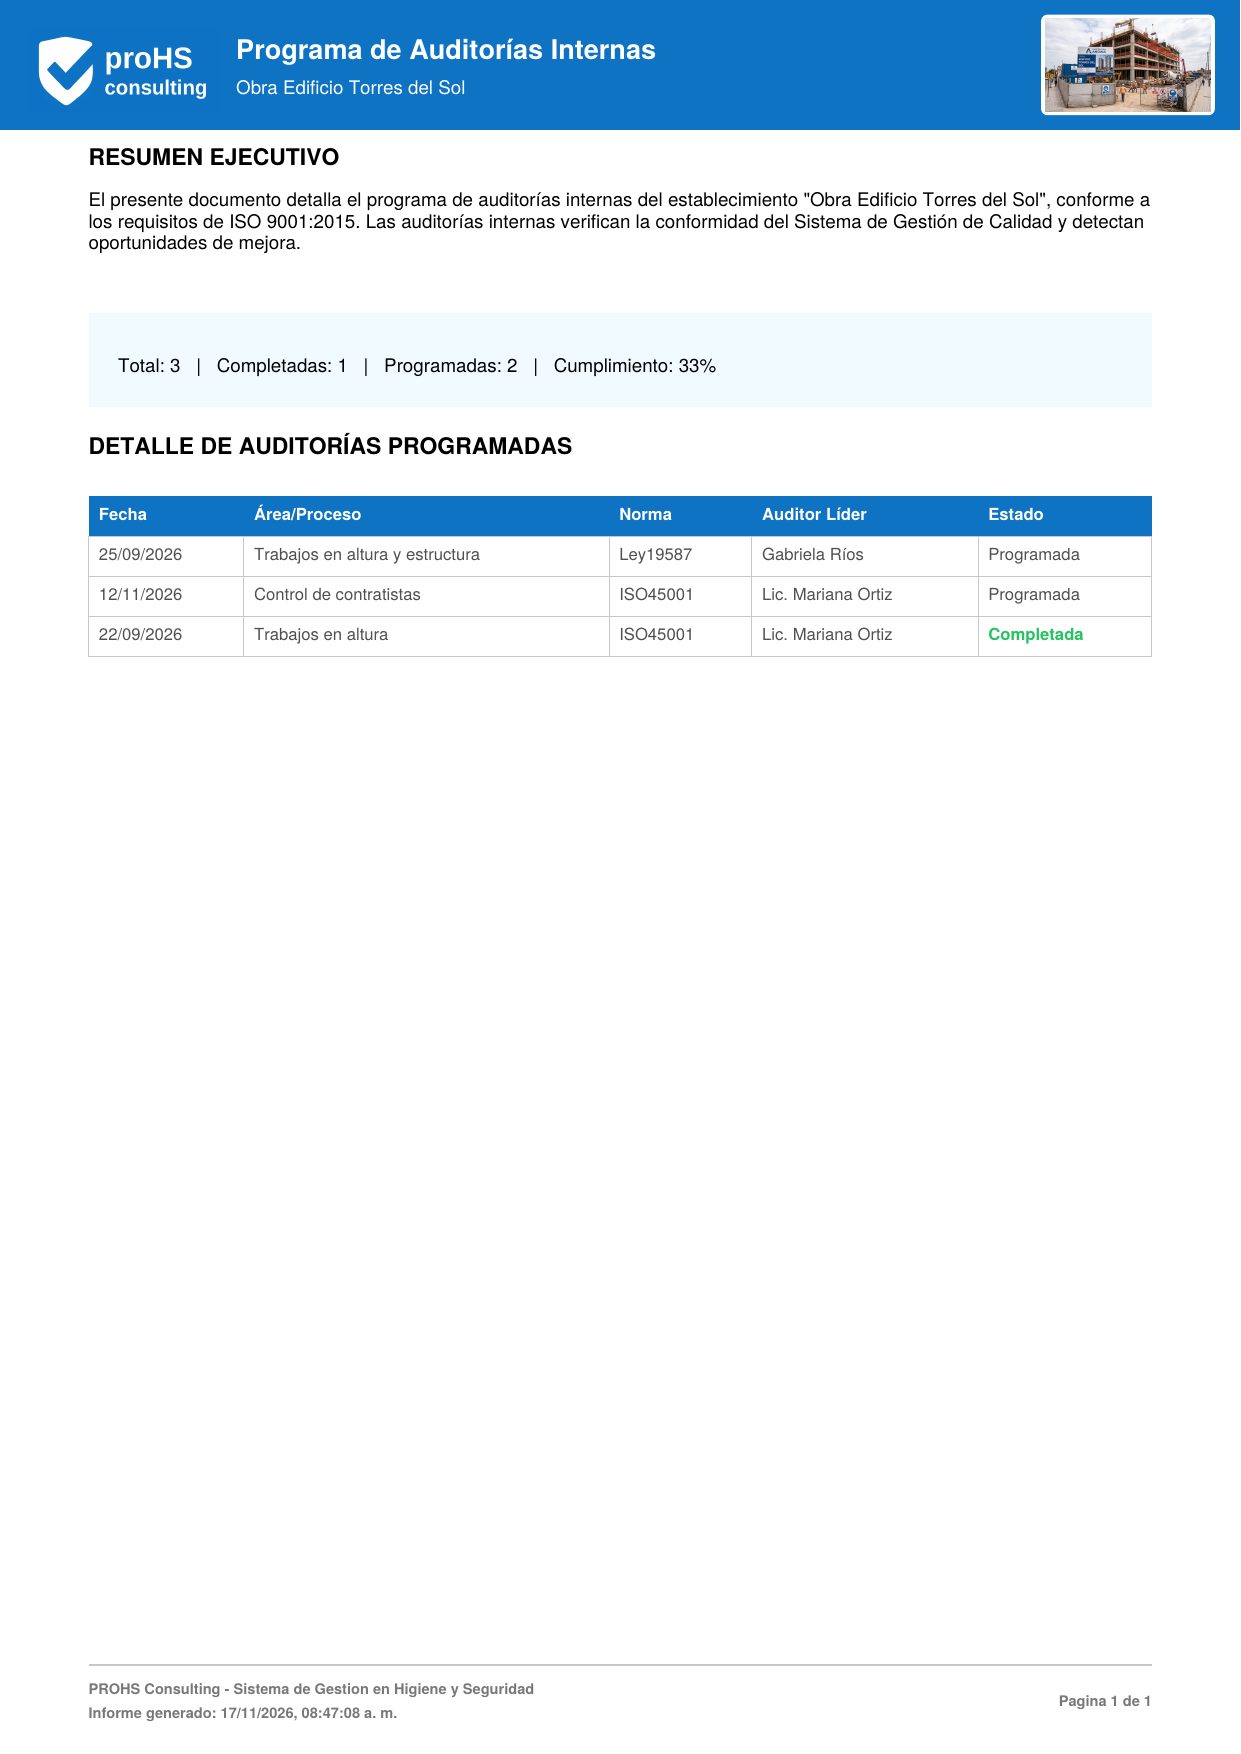 proHS
consulting
Programa de Auditorías Internas
Obra Edificio Torres del Sol
RESUMEN EJECUTIVO
El presente documento detalla el programa de auditorías internas del establecimiento "Obra Edificio Torres del Sol", conforme a
los requisitos de ISO 9001:2015. Las auditorías internas verifican la conformidad del Sistema de Gestión de Calidad y detectan
oportunidades de mejora.
Total: 3 | Completadas: 1 | Programadas: 2 | Cumplimiento: 33%
DETALLE DE AUDITORÍAS PROGRAMADAS
Fecha Área/Proceso Norma Auditor Líder Estado
25/09/2026 Trabajos en altura y estructura Ley19587 Gabriela Ríos Programada
12/11/2026 Control de contratistas ISO45001 Lic. Mariana Ortiz Programada
22/09/2026 Trabajos en altura ISO45001 Lic. Mariana Ortiz Completada
PROHS Consulting - Sistema de Gestion en Higiene y Seguridad
Informe generado: 17/11/2026, 08:47:08 a. m.
Pagina 1 de 1